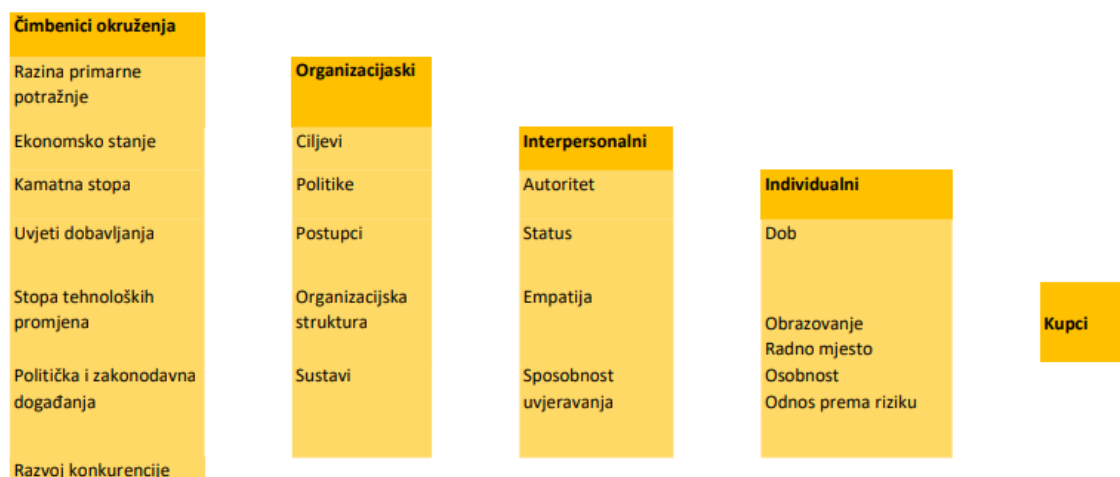 Čimbenici okruženja
Razina primarne
potražnje
Ekonomsko stanje
Kamatna stopa
Uvjeti dobavljanja
Stopa tehnoloških
promjena
Politička i zakonodavna
događanja
Razvoj konkurencije
Organizacijaski
Ciljevi
Politike
Postupci
Organizacijska
struktura
Sustavi
Interpersonalni
Autoritet
Status
Empatija
Sposobnost
uvjeravanja
Individualni
Dob
Obrazovanje
Radno mjesto
Osobnost
Odnos prema riziku
Kupci